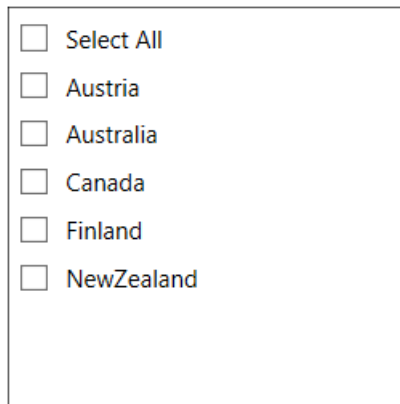 Select All
Austria
Australia
Canada
Finland
NewZealand